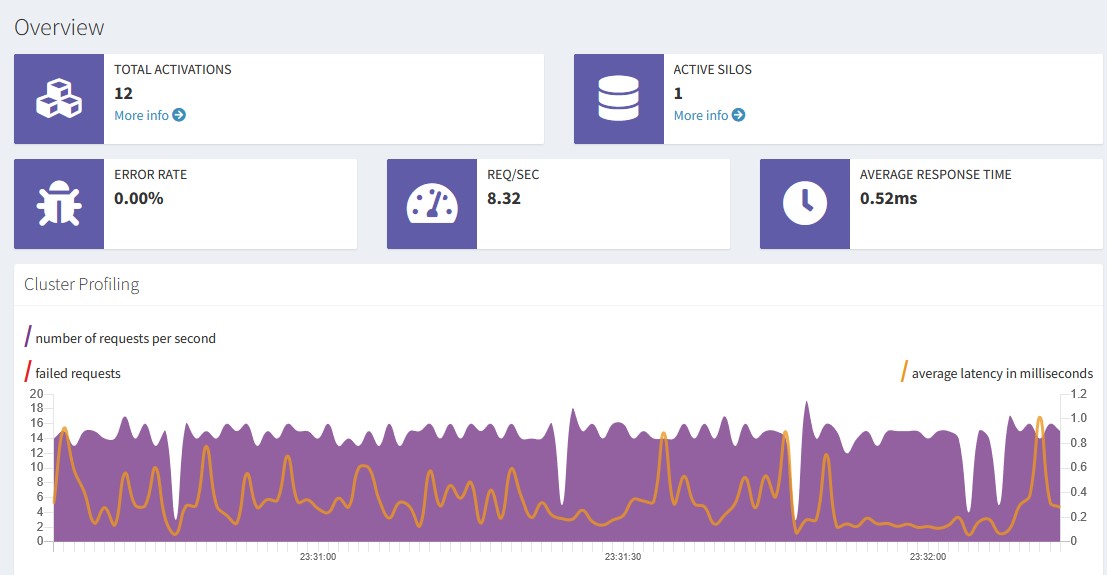 Overview
TOTAL ACTIVATIONS
12
More info
ACTIVE SILOS
1
More info
ERROR RATE
0.00%
REQ/SEC
8.32
AVERAGE RESPONSE TIME
0.52ms
Cluster Profiling
number of requests per second
failed requests
average latency in milliseconds
20
18
16
14
12
10
8
6
4
2
0
1.2
1.0
0.8
0.6
0.4
0.2
0
23:31:00
23:31:30
23:32:00